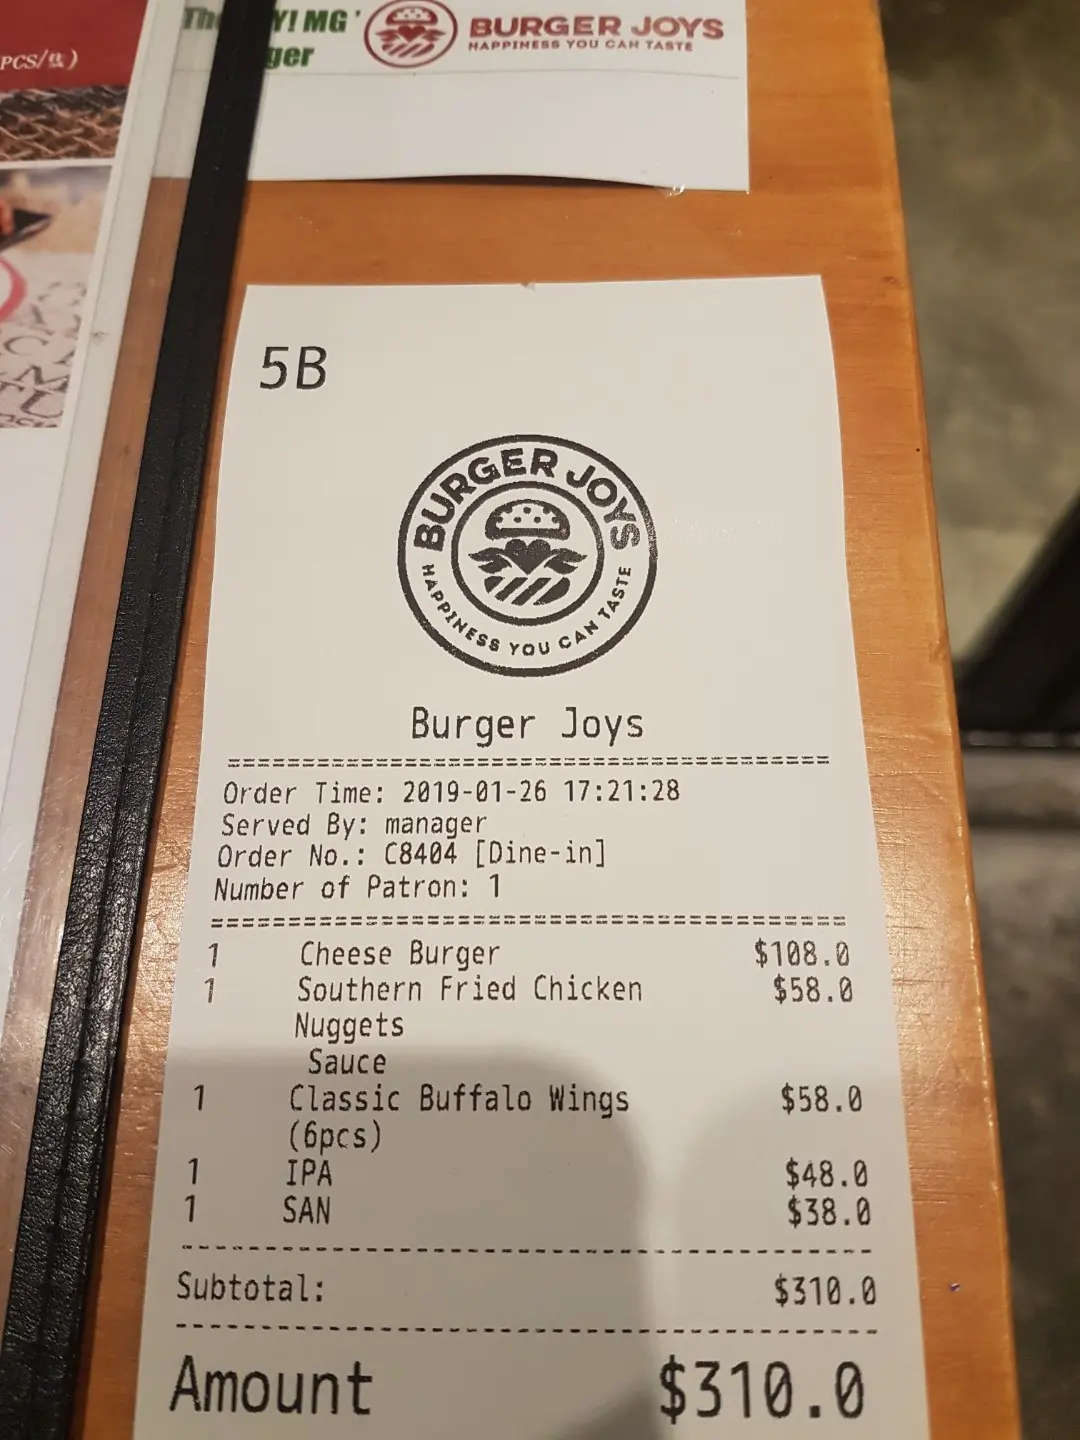 PCS/
MG
ger
BURGER JOYS
HAPPINESS YOU CAN TASTE
5B
BURGER JOYS
HAPPINESS YOU CAN TASTE
Burger Joys
Order Time: 2019-01-26 17:21:28
Served By: manager
Order No.: C8404 [Dine-in]
Number of Patron: 1
1 Cheese Burger $108.0
1 Southern Fried Chicken $58.0
Nuggets
Sauce
1 Classic Buffalo Wings $58.0
(6pcs)
1 IPA $48.0
1 SAN $38.0
Subtotal: $310.0
Amount $310.0